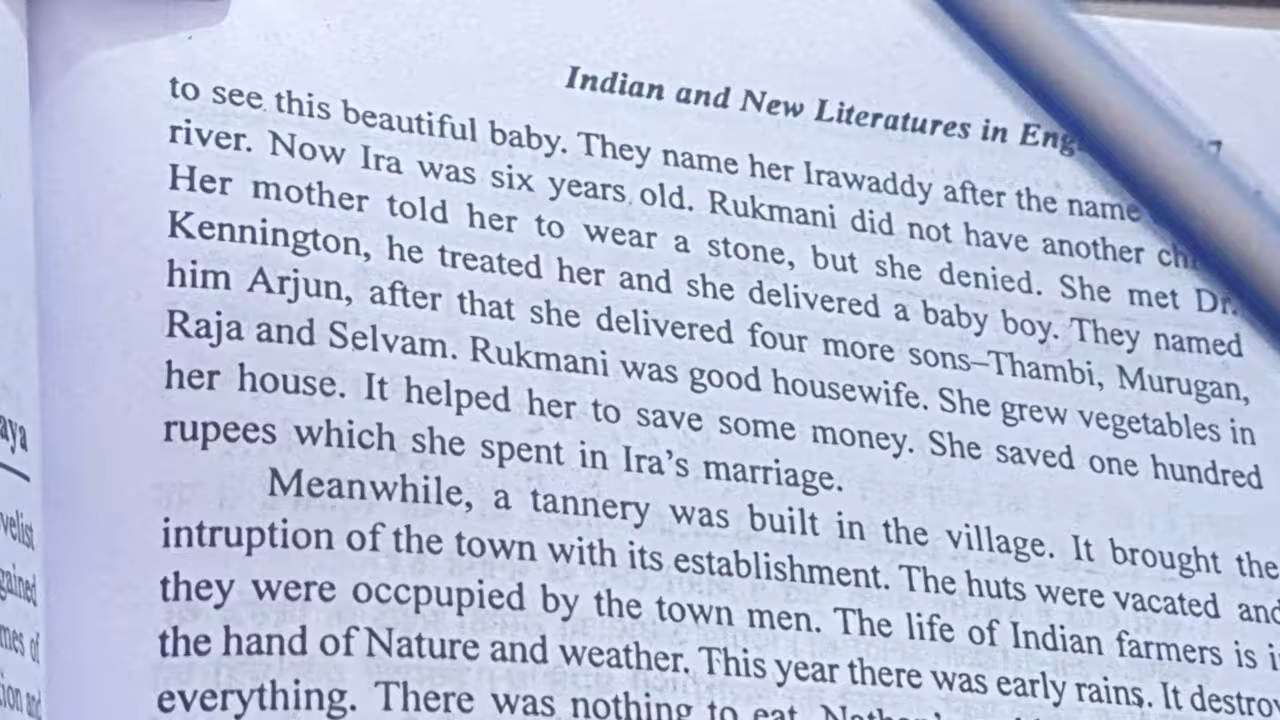 Indian and New Literatures in Eng
to see this beautiful baby. They name her Irawaddy after the name
river. Now Ira was six years old. Rukmani did not have another
Her mother told her to wear a stone, but she denied. She met Dr.
Kennington, he treated her and she delivered a baby boy. They named
him Arjun, after that she delivered four more sons–Thambi, Murugan,
Raja and Selvam. Rukmani was good housewife. She grew vegetables in
her house. It helped her to save some money. She saved one hundred
rupees which she spent in Ira's marriage.
Meanwhile, a tannery was built in the village. It brought the
intruption of the town with its establishment. The huts were vacated and
they were occpupied by the town men. The life of Indian farmers is
the hand of Nature and weather. This year there was early rains. It destroy
everything. There was nothing to eat.
aya
velist
gained
mes of
ion and